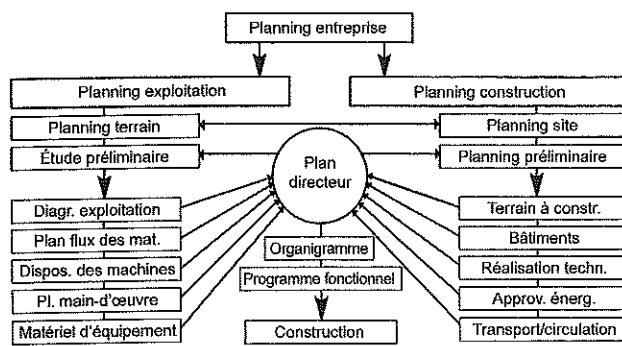 Planning entreprise
Planning exploitation
Planning construction
Planning terrain
Planning site
Étude préliminaire
Planning préliminaire
Plan
directeur
Diagr. exploitation
Terrain à constr.
Plan flux des mat.
Bâtiments
Organigramme
Dispos. des machines
Réalisation techn.
Programme fonctionnel
Pl. main-d'œuvre
Approv. énerg.
Matériel d'équipement
Construction
Transport/circulation